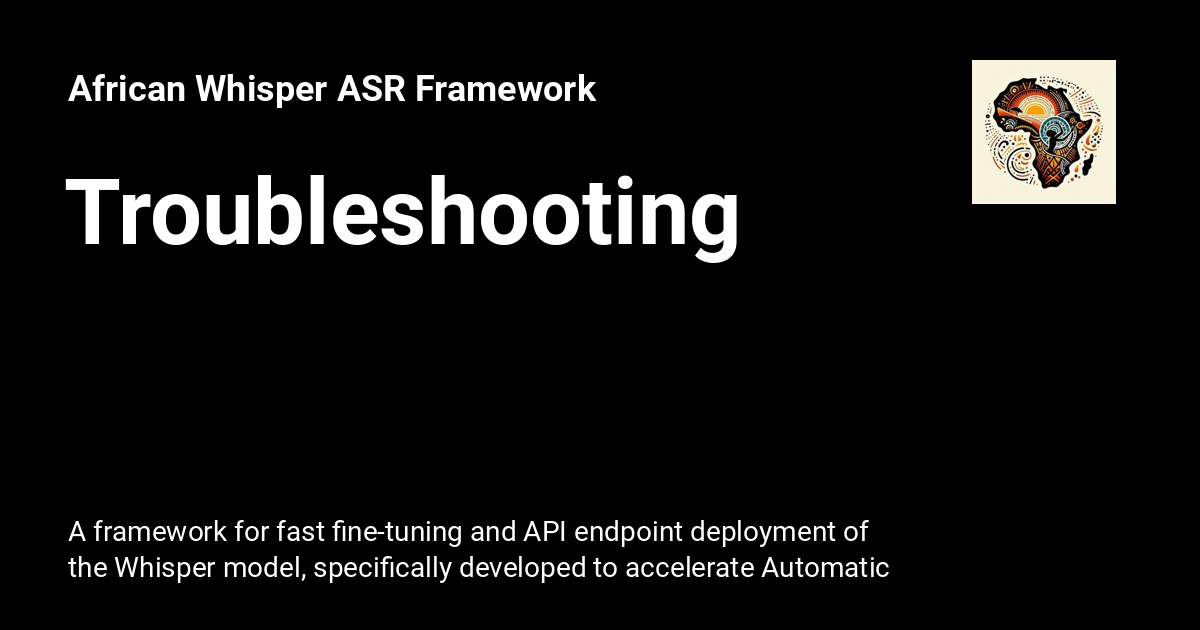 African Whisper ASR Framework
Troubleshooting
A framework for fast fine-tuning and API endpoint deployment of
the Whisper model, specifically developed to accelerate Automatic